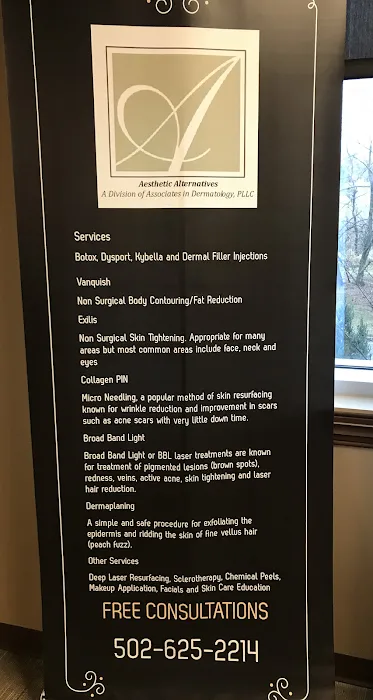 A
Aesthetic Alternatives
A Division of Associates in Dermatology, PLLC
Services
Botox, Dysport, Kybella and Dermal Filler Injections
Vanquish
Non Surgical Body Contouring/Fat Reduction
Exilis
Non Surgical Skin Tightening. Appropriate for many
areas but most common areas include face, neck and
eyes
Collagen PIN
Micro Needling, a popular method of skin resurfacing
known for wrinkle reduction and improvement in scars
such as acne scars with very little down time.
Broad Band Light
Broad Band Light or BBL laser treatments are known
for treatment of pigmented lesions (brown spots),
redness, veins, active acne, skin tightening and laser
hair reduction.
Dermaplaning
A simple and safe procedure for exfoliating the
epidermis and ridding the skin of fine vellus hair
(peach fuzz).
Other Services
Deep Laser Resurfacing, Sclerotherapy, Chemical Peels,
Makeup Application, Facials and Skin Care Education
FREE CONSULTATIONS
502-625-2214